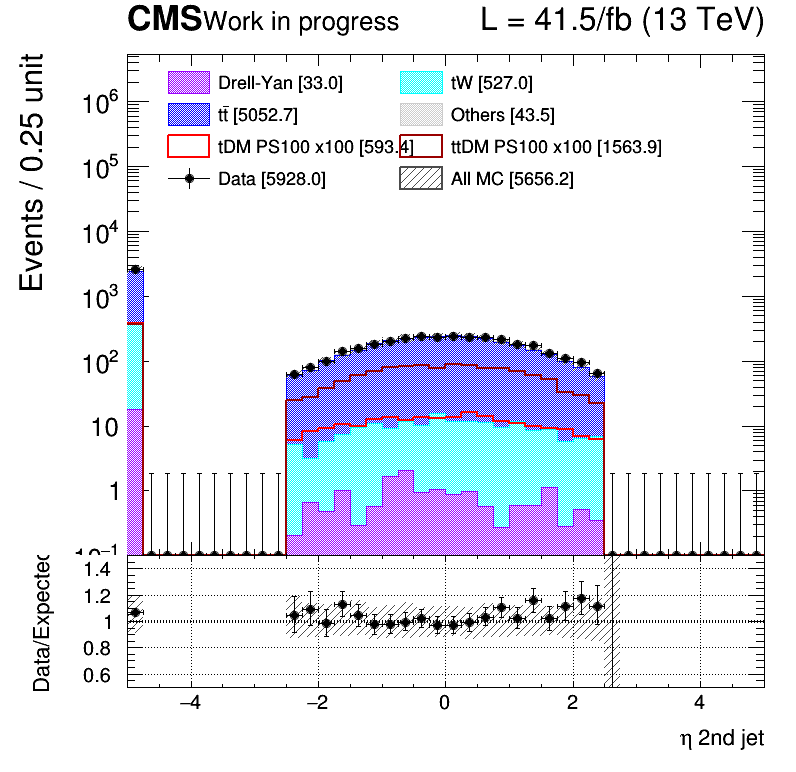 CMS Work in progress L = 41.5/fb (13 TeV)
Events / 0.25 unit
Drell-Yan [33.0] tW [527.0]
tt̄ [5052.7] Others [43.5]
tDM PS100 x100 [593.4] ttDM PS100 x100 [1563.9]
Data [5928.0] All MC [5656.2]
10⁶
10⁵
10⁴
10³
10²
10
1
10⁻¹
Data/Expected
1.4
1.2
1
0.8
0.6
−4 −2 0 2 4
η 2nd jet